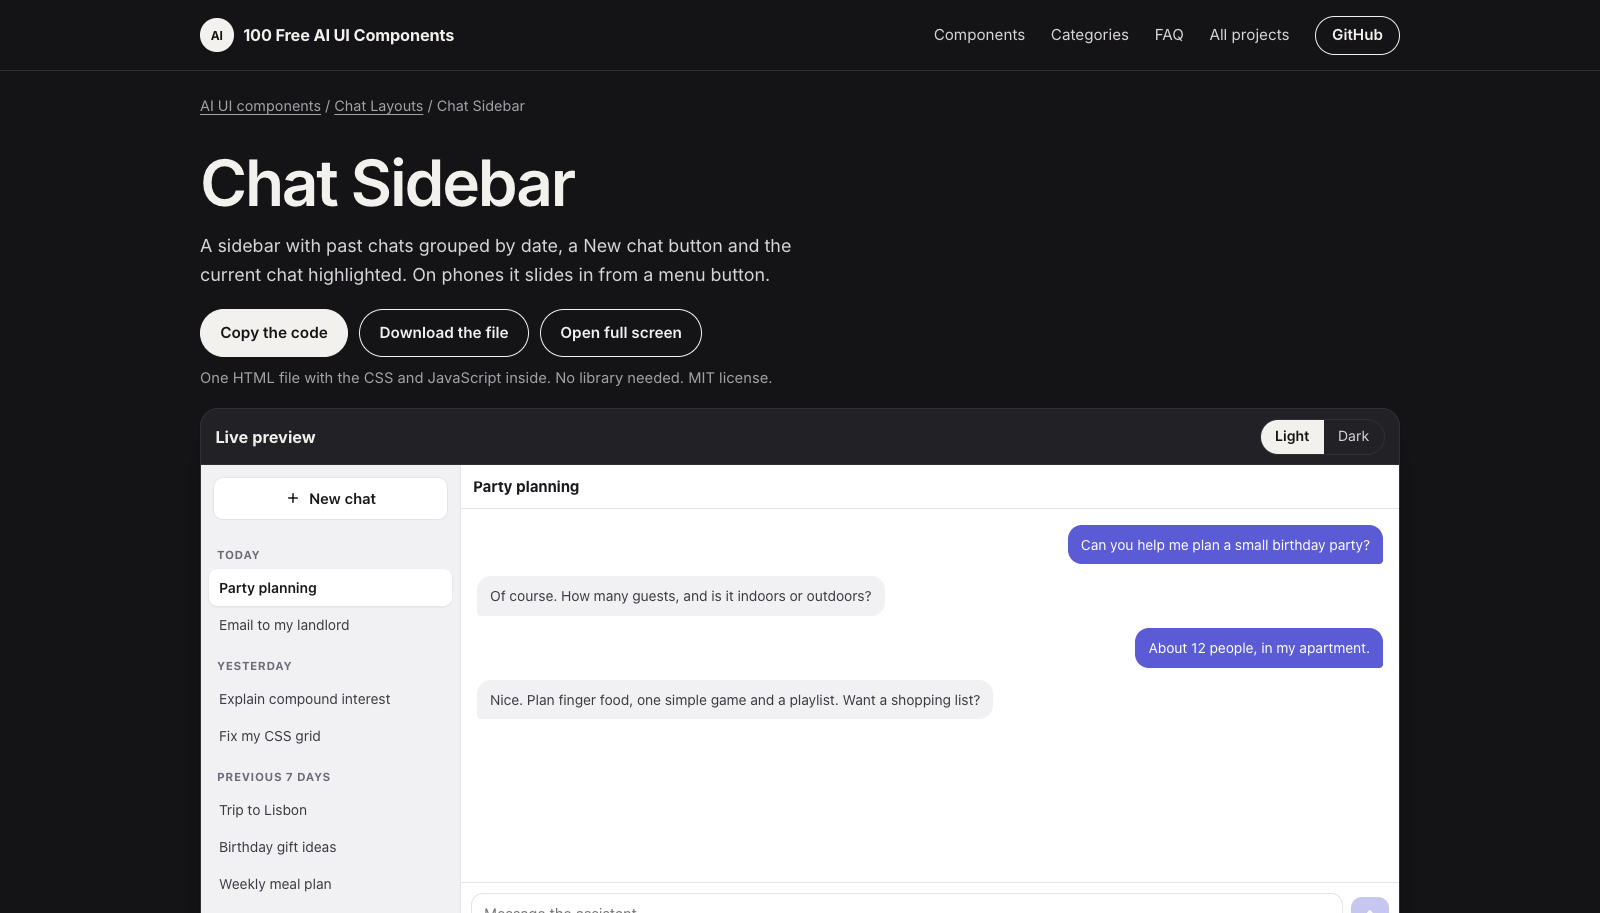 AI
100 Free AI UI Components
Components
Categories
FAQ
All projects
GitHub
AI UI components / Chat Layouts / Chat Sidebar
Chat Sidebar
A sidebar with past chats grouped by date, a New chat button and the
current chat highlighted. On phones it slides in from a menu button.
Copy the code
Download the file
Open full screen
One HTML file with the CSS and JavaScript inside. No library needed. MIT license.
Live preview
Light
Dark
+ New chat
TODAY
Party planning
Email to my landlord
YESTERDAY
Explain compound interest
Fix my CSS grid
PREVIOUS 7 DAYS
Trip to Lisbon
Birthday gift ideas
Weekly meal plan
Party planning
Can you help me plan a small birthday party?
Of course. How many guests, and is it indoors or outdoors?
About 12 people, in my apartment.
Nice. Plan finger food, one simple game and a playlist. Want a shopping list?
Message the assistant